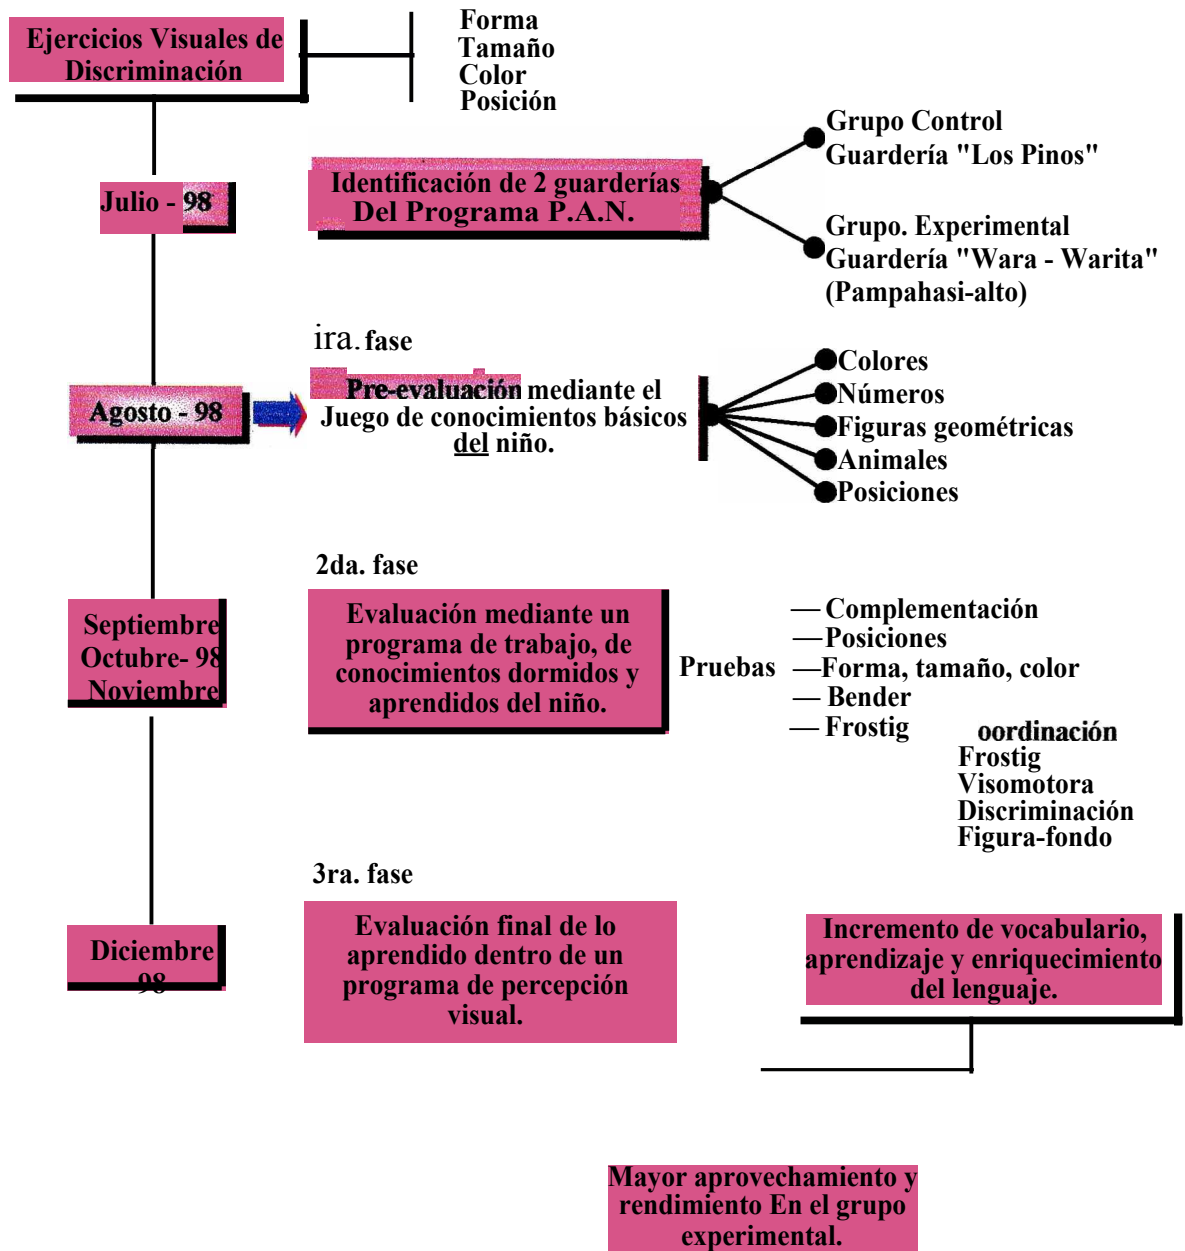 Ejercicios Visuales de
Discriminación
Forma
Tamaño
Color
Posición
Julio - 98
Identificación de 2 guarderías
Del Programa P.A.N.
Grupo Control
Guardería "Los Pinos"
Grupo. Experimental
Guardería "Wara - Warita"
(Pampahasi-alto)
ira. fase
Agosto - 98
Pre-evaluación mediante el
Juego de conocimientos básicos
del niño.
Colores
Números
Figuras geométricas
Animales
Posiciones
2da. fase
Septiembre
Octubre- 98
Noviembre
Evaluación mediante un
programa de trabajo, de
conocimientos dormidos y
aprendidos del niño.
Pruebas
— Complementación
— Posiciones
— Forma, tamaño, color
— Bender
— Frostig
oordinación
Frostig
Visomotora
Discriminación
Figura-fondo
3ra. fase
Diciembre
98
Evaluación final de lo
aprendido dentro de un
programa de percepción
visual.
Incremento de vocabulario,
aprendizaje y enriquecimiento
del lenguaje.
Mayor aprovechamiento y
rendimiento En el grupo
experimental.